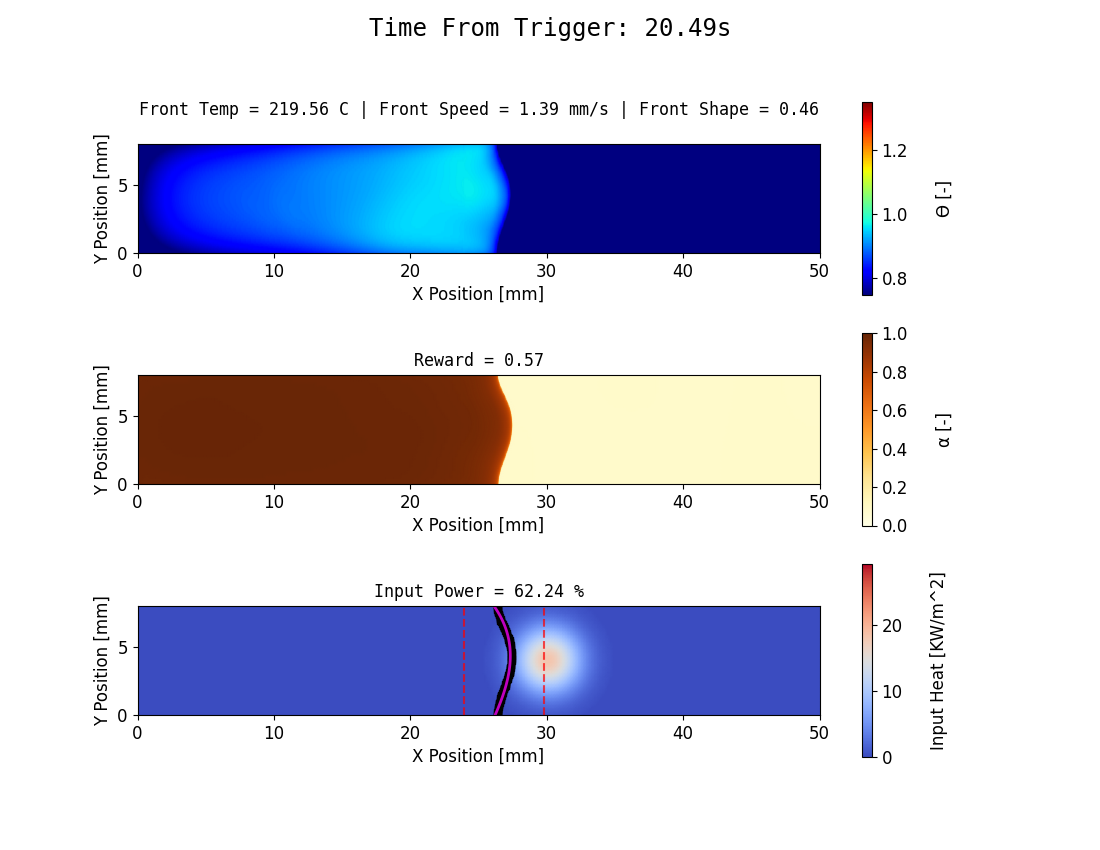 Time From Trigger: 20.49s
Front Temp = 219.56 C | Front Speed = 1.39 mm/s | Front Shape = 0.46
Y Position [mm]
5
0
0 10 20 30 40 50
X Position [mm]
1.2
1.0
0.8
Θ [-]
Reward = 0.57
Y Position [mm]
5
0
0 10 20 30 40 50
X Position [mm]
1.0
0.8
0.6
0.4
0.2
0.0
α [-]
Input Power = 62.24 %
Y Position [mm]
5
0
0 10 20 30 40 50
X Position [mm]
20
10
0
Input Heat [KW/m^2]